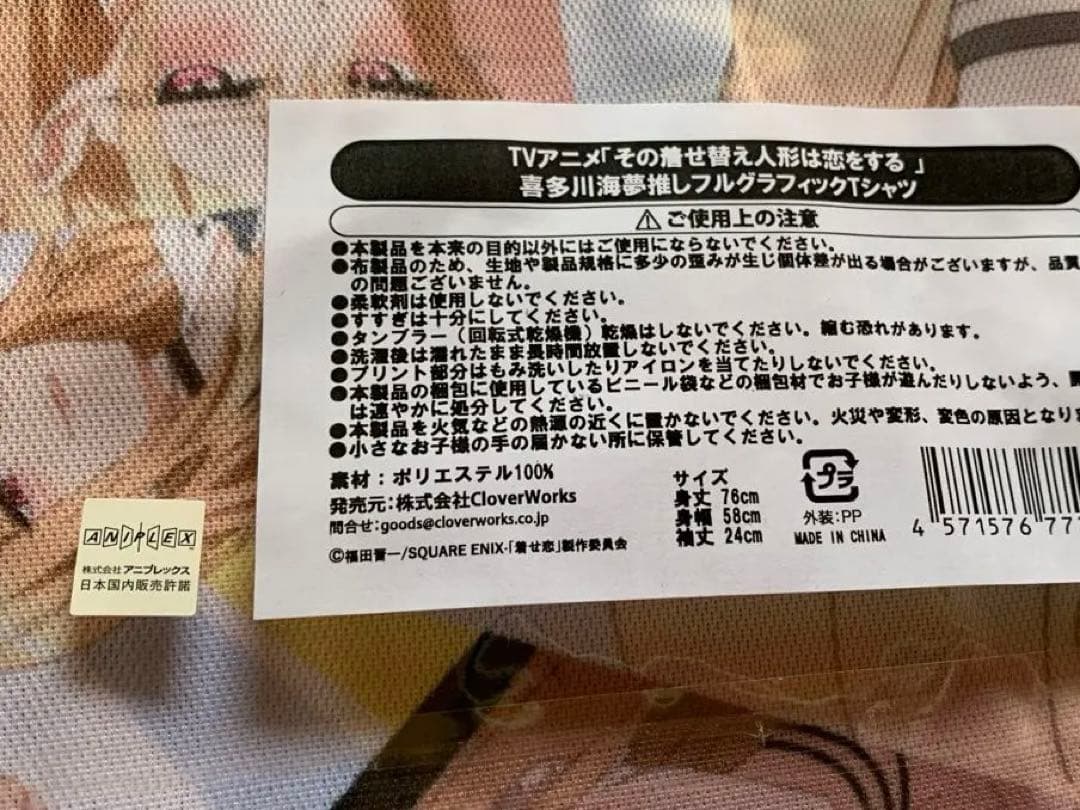 TVアニメ「その着せ替え人形は恋をする 」
喜多川海夢推しフルグラフィックTシャツ
⚠ご使用上の注意
●本製品を本来の目的以外にはご使用にならないでください。
●布製品のため、生地や製品規格に多少の歪みが生じ個体差が出る場合がございますが、品質
の問題ございません。
●柔軟剤は使用しないでください。
●すすぎは十分にしてください。
●タンブラー（回転式乾燥機）乾燥はしないでください。縮む恐れがあります。
●洗濯後は濡れたまま長時間放置しないでください。
●プリント部分はもみ洗いしたりアイロンを当てたりしないでください。
●本製品の梱包に使用しているビニール袋などの梱包材でお子様が遊んだりしないよう、
は速やかに処分してください。
●本製品を火気などの熱源の近くに置かないでください。火災や変形、変色の原因となりま
●小さなお子様の手の届かない所に保管してください。
素材：ポリエステル100%
発売元：株式会社CloverWorks
問合せ：goods@cloverworks.co.jp
©福田晋一/SQUARE ENIX・「着せ恋」製作委員会
サイズ
身丈 76cm
身幅 58cm
袖丈 24cm
プラ
外装：PP
MADE IN CHINA
4 571576 77
ANIPLEX
株式会社 アニプレックス
日本国内販売許諾